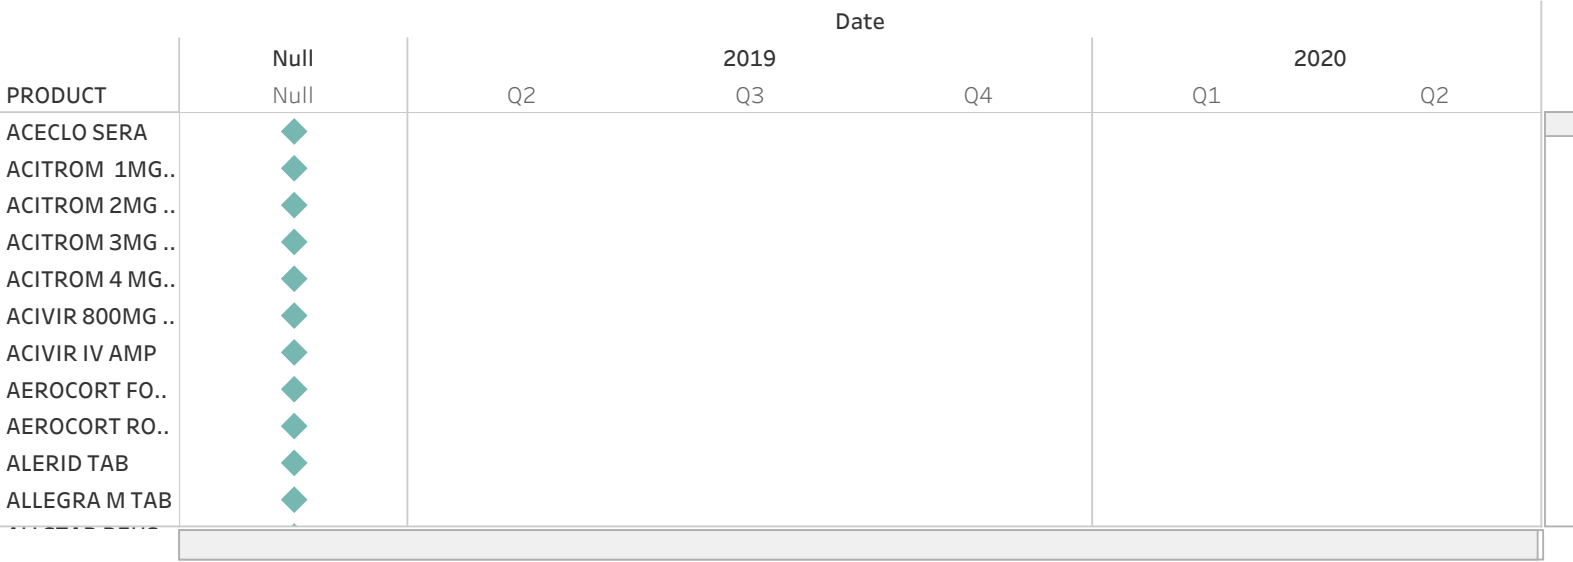 Date
Null 2019 2020
PRODUCT Null Q2 Q3 Q4 Q1 Q2
ACECLO SERA
ACITROM  1MG..
ACITROM 2MG ..
ACITROM 3MG ..
ACITROM 4 MG..
ACIVIR 800MG ..
ACIVIR IV AMP
AEROCORT FO..
AEROCORT RO..
ALERID TAB
ALLEGRA M TAB